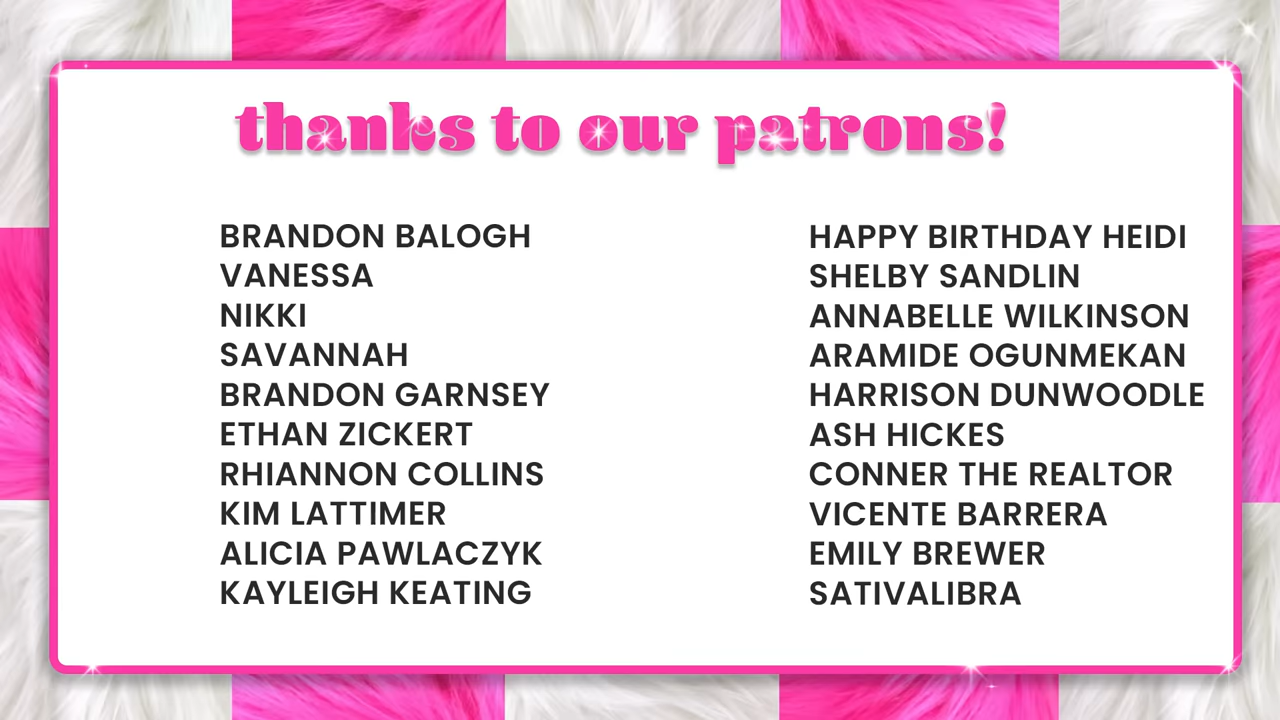 thanks to our patrons!
BRANDON BALOGH
VANESSA
NIKKI
SAVANNAH
BRANDON GARNSEY
ETHAN ZICKERT
RHIANNON COLLINS
KIM LATTIMER
ALICIA PAWLACZYK
KAYLEIGH KEATING
HAPPY BIRTHDAY HEIDI
SHELBY SANDLIN
ANNABELLE WILKINSON
ARAMIDE OGUNMEKAN
HARRISON DUNWOODLE
ASH HICKES
CONNER THE REALTOR
VICENTE BARRERA
EMILY BREWER
SATIVALIBRA